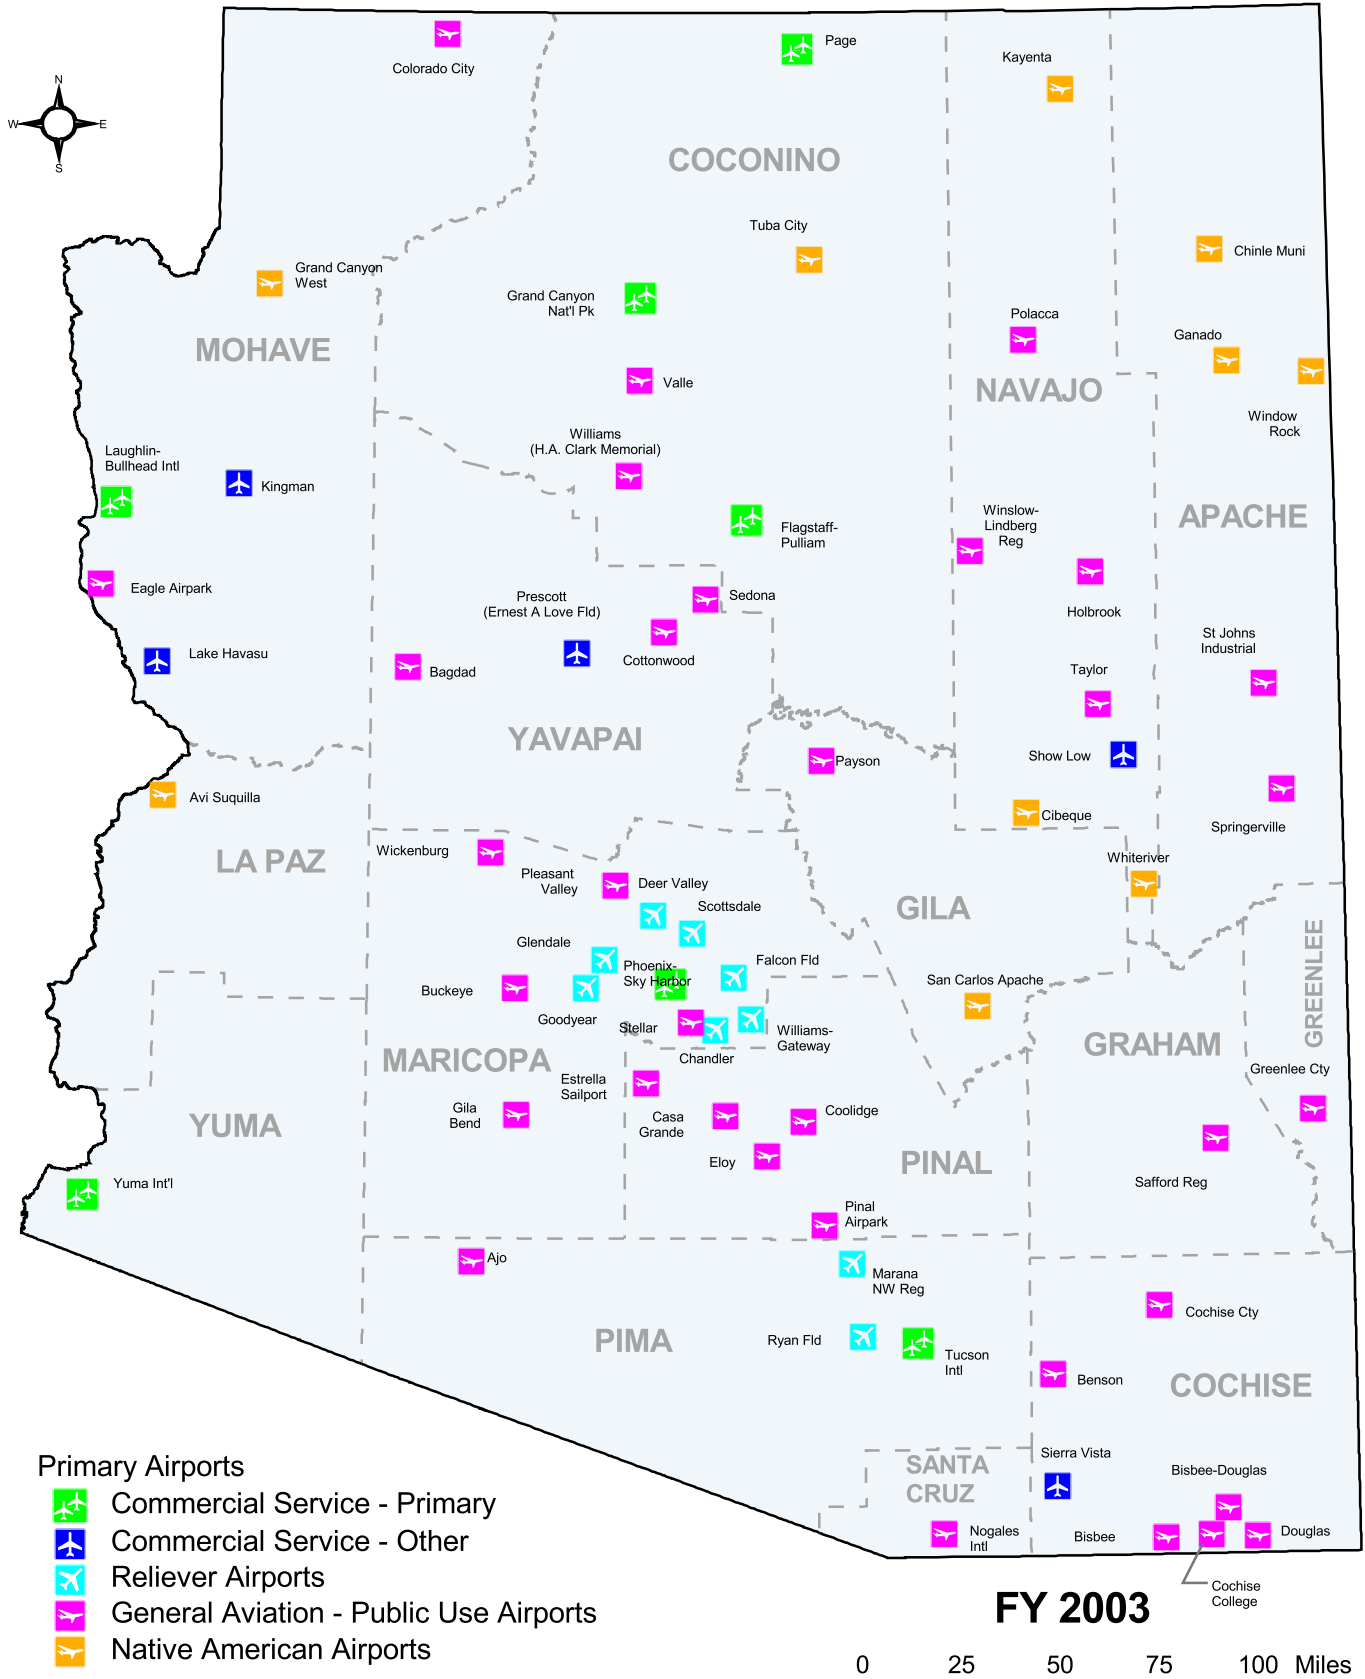 Colorado City
Page
Kayenta
N
W
E
S
COCONINO
Tuba City
Chinle Muni
Grand Canyon
West
Grand Canyon
Nat'l Pk
MOHAVE
Polacca
Ganado
Valle
NAVAJO
Window
Rock
Williams
(H.A. Clark Memorial)
Laughlin-
Bullhead Intl
Kingman
Flagstaff-
Pulliam
Winslow-
Lindberg
Reg
APACHE
Eagle Airpark
Prescott
(Ernest A Love Fld)
Sedona
Holbrook
Cottonwood
Lake Havasu
Bagdad
St Johns
Industrial
Taylor
YAVAPAI
Payson
Show Low
Avi Suquilla
Cibeque
Springerville
Wickenburg
LA PAZ
Whiteriver
Pleasant
Valley
Deer Valley
Scottsdale
GILA
GREENLEE
Glendale
Phoenix-
Sky Harbor
Falcon Fld
San Carlos Apache
Buckeye
Goodyear
Stellar
Williams-
Gateway
Chandler
MARICOPA
GRAHAM
Greenlee Cty
Estrella
Sailport
Gila
Bend
Casa
Grande
Coolidge
YUMA
Eloy
PINAL
Yuma Int'l
Safford Reg
Pinal
Airpark
Ajo
Marana
NW Reg
Cochise Cty
PIMA
Ryan Fld
Tucson
Intl
Benson
COCHISE
SANTA
CRUZ
Sierra Vista
Bisbee-Douglas
Nogales
Intl
Bisbee
Douglas
Cochise
College
Primary Airports
Commercial Service - Primary
Commercial Service - Other
Reliever Airports
General Aviation - Public Use Airports
Native American Airports
FY 2003
0 25 50 75 100 Miles